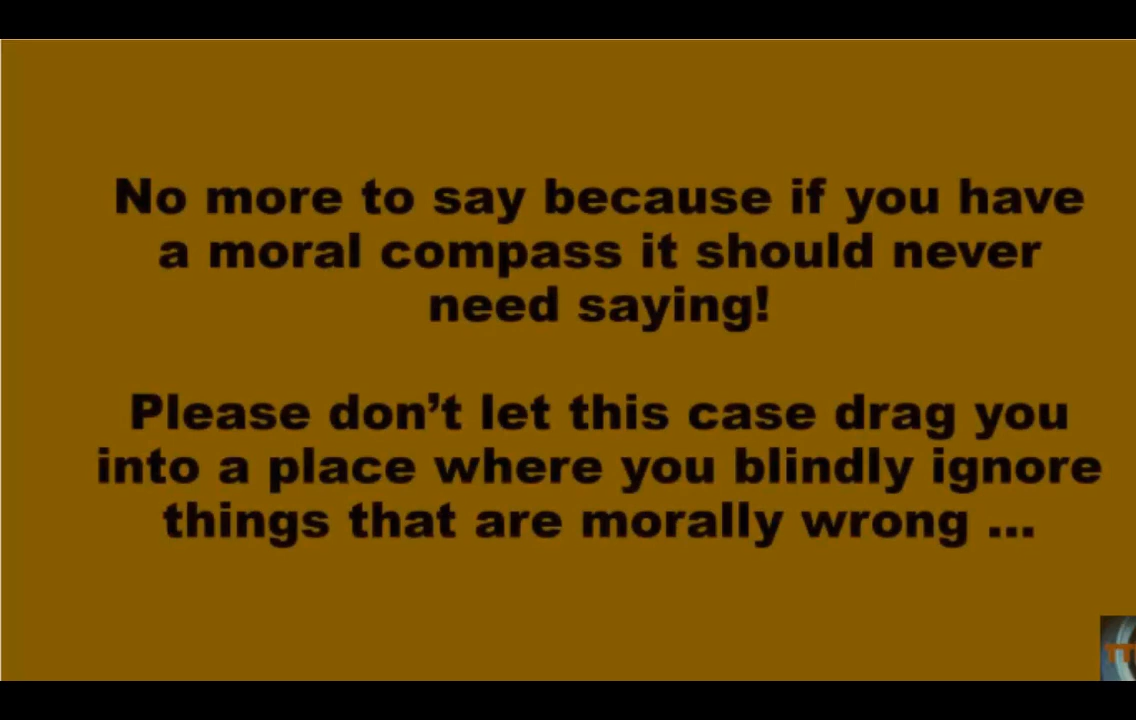 No more to say because if you have
a moral compass it should never
need saying!
Please don’t let this case drag you
into a place where you blindly ignore
things that are morally wrong ...